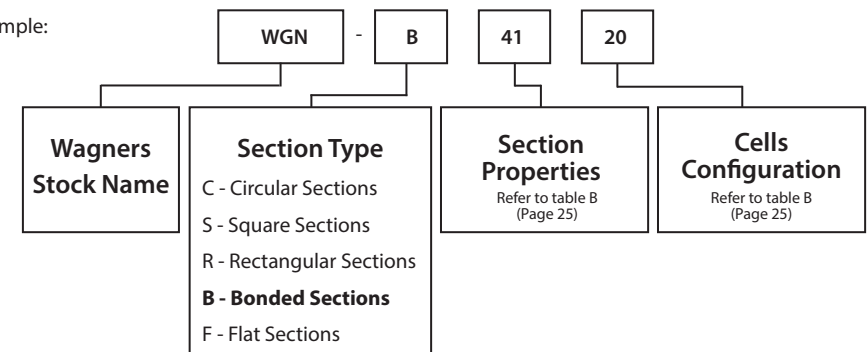 mple:
WGN - B 41 20
Wagners
Stock Name
Section Type
C - Circular Sections
S - Square Sections
R - Rectangular Sections
B - Bonded Sections
F - Flat Sections
Section
Properties
Refer to table B
(Page 25)
Cells
Configuration
Refer to table B
(Page 25)